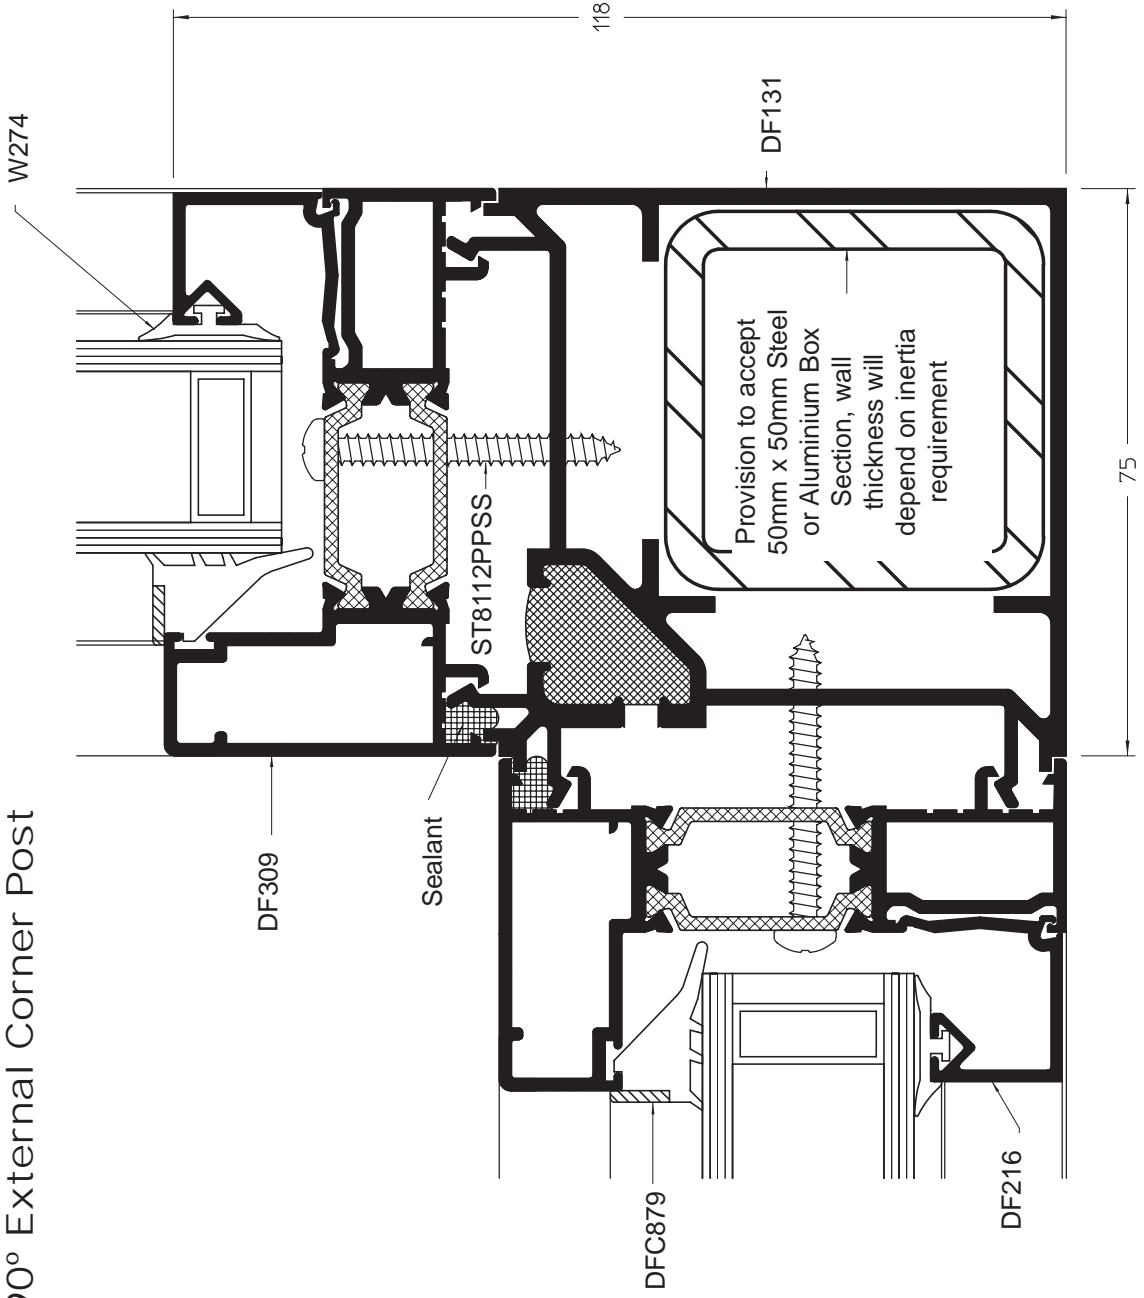 90º External Corner Post
DF309
Sealant
DFC879
W274
ST8112PPSS
118
DF131
Provision to accept
50mm x 50mm Steel
or Aluminium Box
Section, wall
thickness will
depend on inertia
requirement
75
DF216